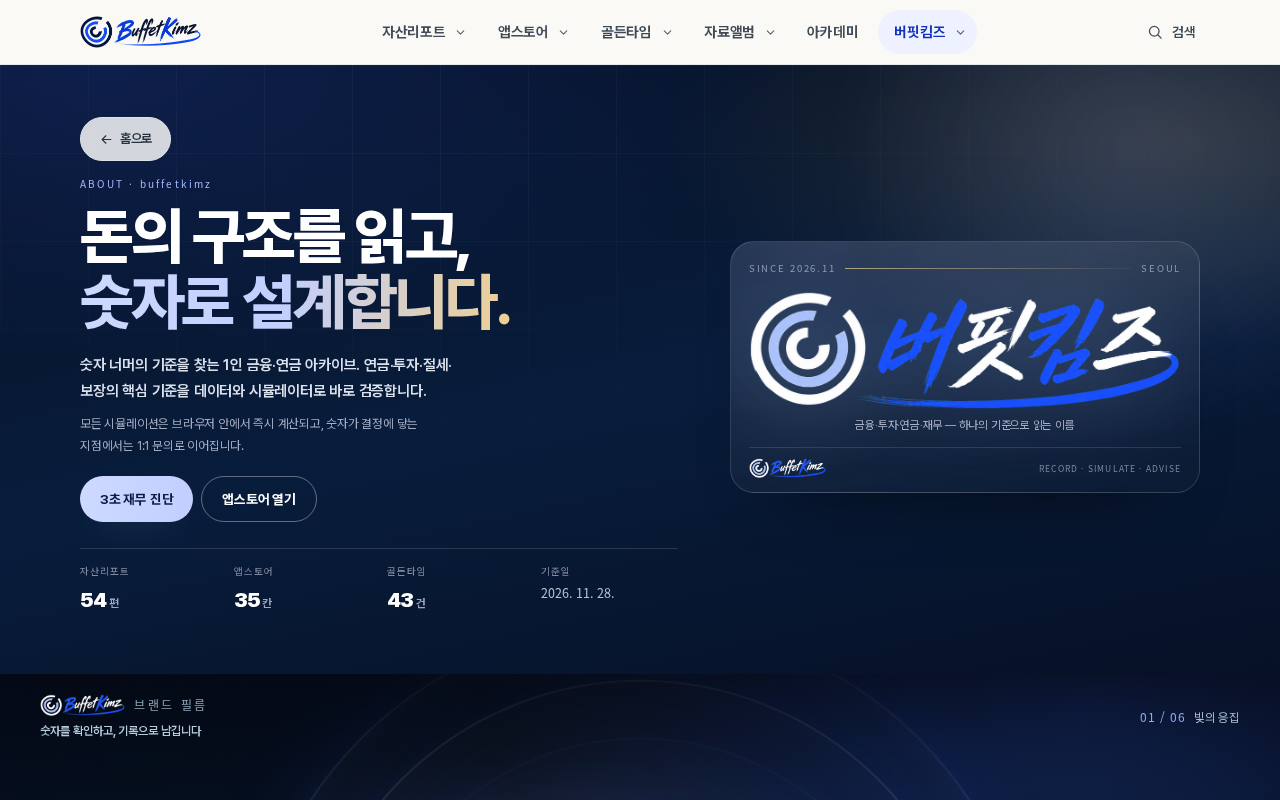 BuffetKimz
자산리포트
앱스토어
골든타임
자료앨범
아카데미
버핏킴즈
검색
← 홈으로
ABOUT · buffetkimz
돈의 구조를 읽고,
숫자로 설계합니다.
숫자 너머의 기준을 찾는 1인 금융·연금 아카이브. 연금·투자·절세·
보장의 핵심 기준을 데이터와 시뮬레이터로 바로 검증합니다.
모든 시뮬레이션은 브라우저 안에서 즉시 계산되고, 숫자가 결정에 닿는
지점에서는 1:1 문의로 이어집니다.
3초 재무 진단
앱스토어 열기
자산리포트
54편
앱스토어
35칸
골든타임
43건
기준일
2026. 11. 28.
SINCE 2026.11
SEOUL
버핏킴즈
금융·투자·연금·재무 — 하나의 기준으로 읽는 이름
BuffetKimz
RECORD · SIMULATE · ADVISE
BuffetKimz 브랜드 필름
숫자를 확인하고, 기록으로 남깁니다
01 / 06 빛의 응집